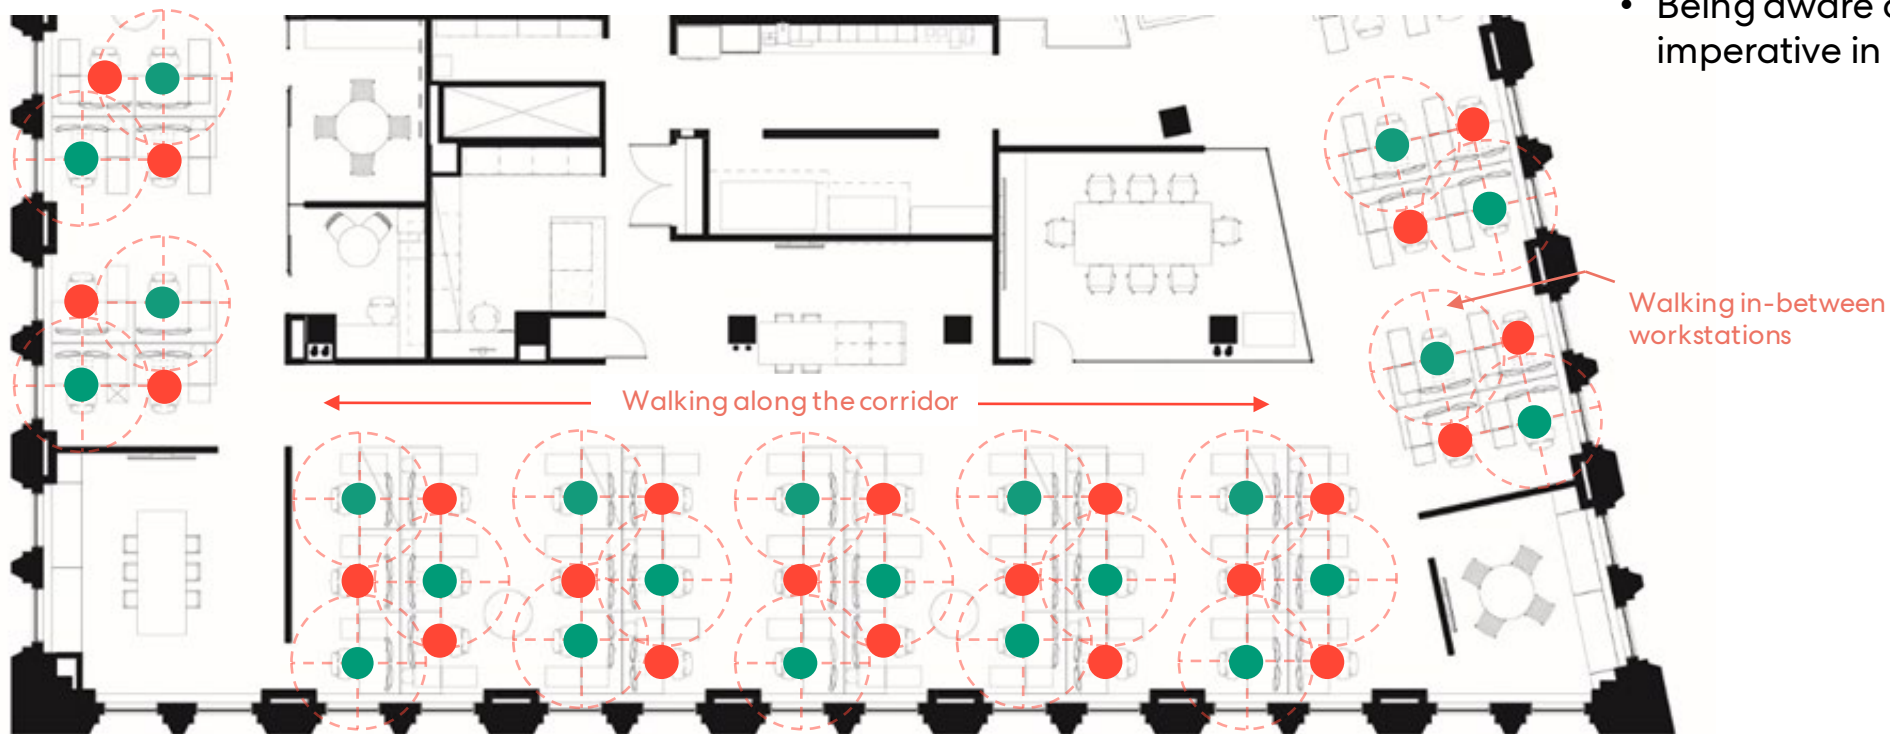 • Being aware
imperative in
Walking in-between
workstations
Walking along the corridor